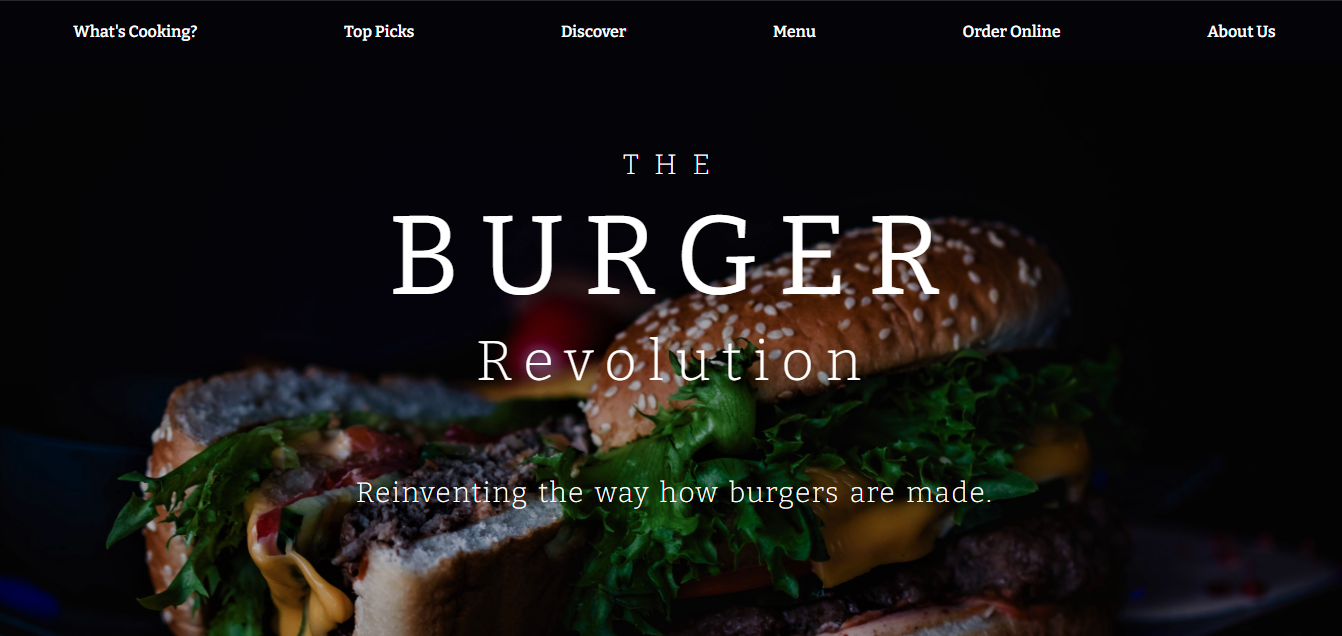 What's Cooking? Top Picks Discover Menu Order Online About Us
THE
BURGER
Revolution
Reinventing the way how burgers are made.